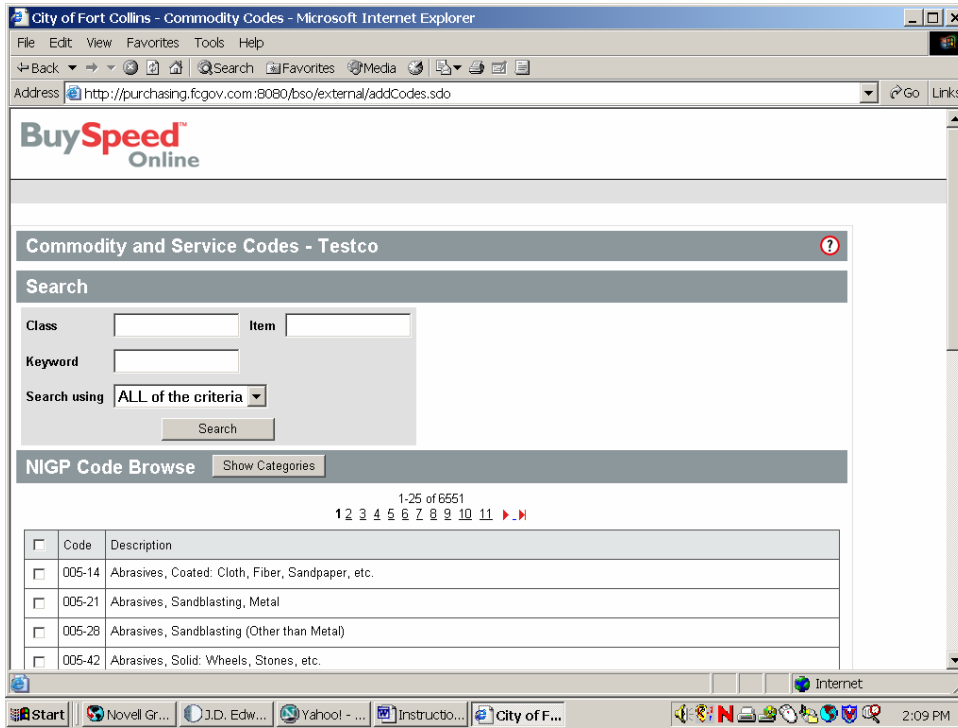 City of Fort Collins - Commodity Codes - Microsoft Internet Explorer
File Edit View Favorites Tools Help
Back Search Favorites Media
Address http://purchasing.fcgov.com:8080/bso/external/addCodes.sdo Go Links
BuySpeed™
Online
Commodity and Service Codes - Testco ?
Search
Class Item
Keyword
Search using ALL of the criteria
Search
NIGP Code Browse Show Categories
1-25 of 6551
1 2 3 4 5 6 7 8 9 10 11
Code Description
005-14 Abrasives, Coated: Cloth, Fiber, Sandpaper, etc.
005-21 Abrasives, Sandblasting, Metal
005-28 Abrasives, Sandblasting (Other than Metal)
005-42 Abrasives, Solid: Wheels, Stones, etc.
Internet
Start Novell Gr... J.D. Edw... Yahoo! - ... Instructio... City of F... N 2:09 PM